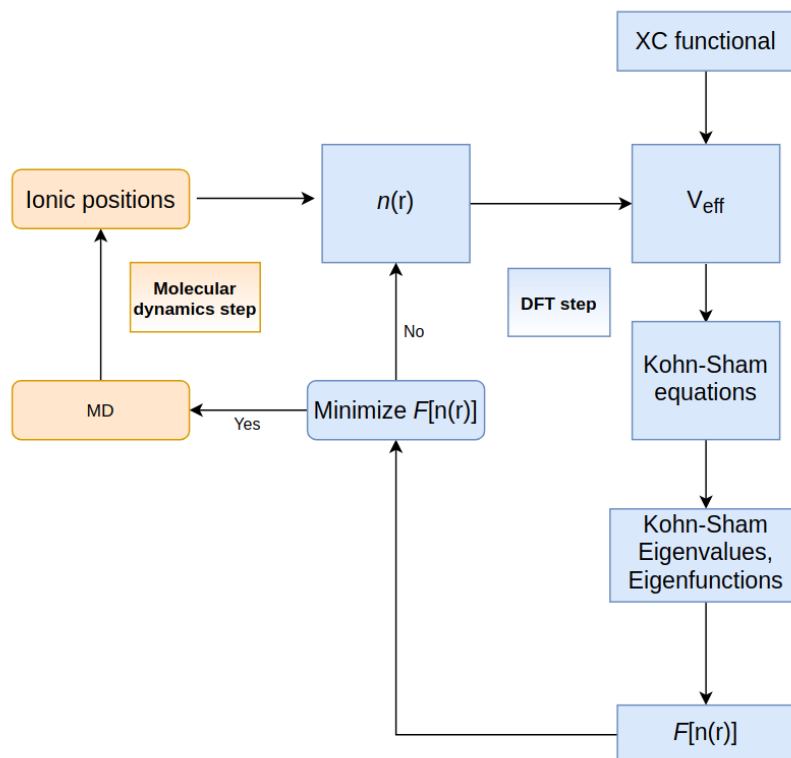 XC functional
Ionic positions
n(r)
V_eff
Molecular
dynamics step
DFT step
No
Kohn-Sham
equations
MD
Yes
Minimize F[n(r)]
Kohn-Sham
Eigenvalues,
Eigenfunctions
F[n(r)]